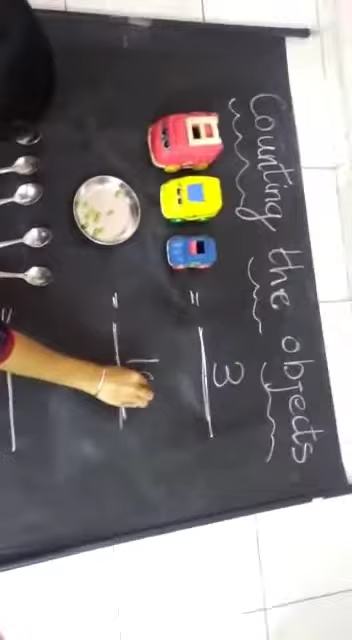 Counting the objects
= 3
=
=